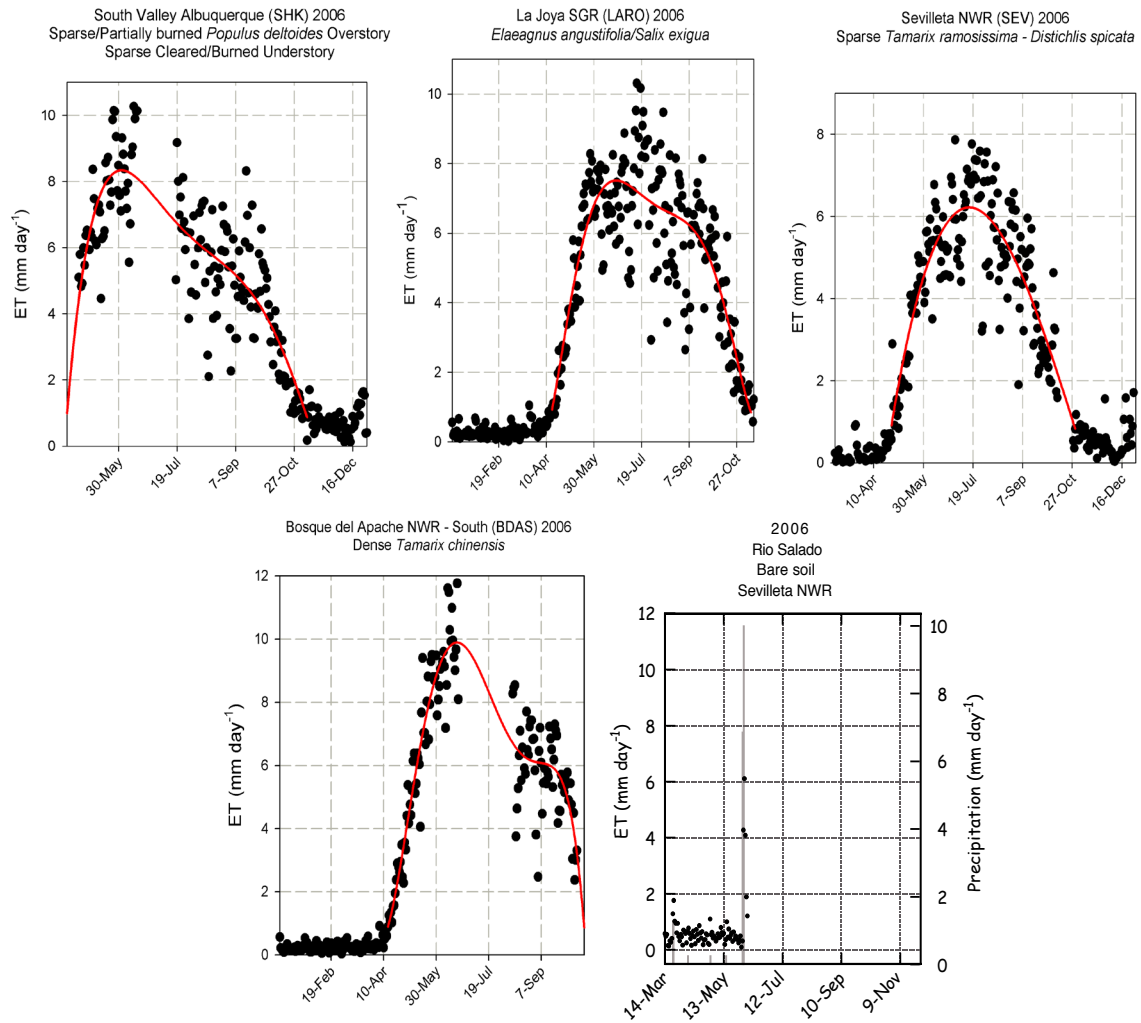 South Valley Albuquerque (SHK) 2006
Sparse/Partially burned Populus deltoides Overstory
Sparse Cleared/Burned Understory
ET (mm day-1)
10
8
6
4
2
0
30-May
19-Jul
7-Sep
27-Oct
16-Dec
La Joya SGR (LARO) 2006
Elaeagnus angustifolia/Salix exigua
ET (mm day-1)
10
8
6
4
2
0
19-Feb
10-Apr
30-May
19-Jul
7-Sep
27-Oct
Sevilleta NWR (SEV) 2006
Sparse Tamarix ramosissima - Distichlis spicata
ET (mm day-1)
8
6
4
2
0
10-Apr
30-May
19-Jul
7-Sep
27-Oct
16-Dec
Bosque del Apache NWR - South (BDAS) 2006
Dense Tamarix chinensis
ET (mm day-1)
12
10
8
6
4
2
0
19-Feb
10-Apr
30-May
19-Jul
7-Sep
2006
Rio Salado
Bare soil
Sevilleta NWR
ET (mm day-1)
12
10
8
6
4
2
0
14-Mar
13-May
12-Jul
10-Sep
9-Nov
10
8
6
4
2
0
Precipitation (mm day-1)